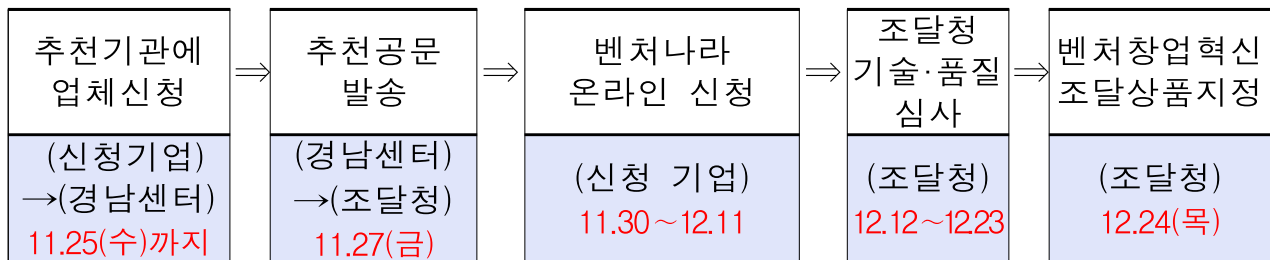 추천기관에
업체신청
⇒
추천공문
발송
⇒
벤처나라
온라인 신청
⇒
조달청
기술·품질
심사
⇒
벤처창업혁신
조달상품지정
(신청기업)
→(경남센터)
11.25(수)까지
(경남센터)
→(조달청)
11.27(금)
(신청 기업)
11.30~12.11
(조달청)
12.12~12.23
(조달청)
12.24(목)